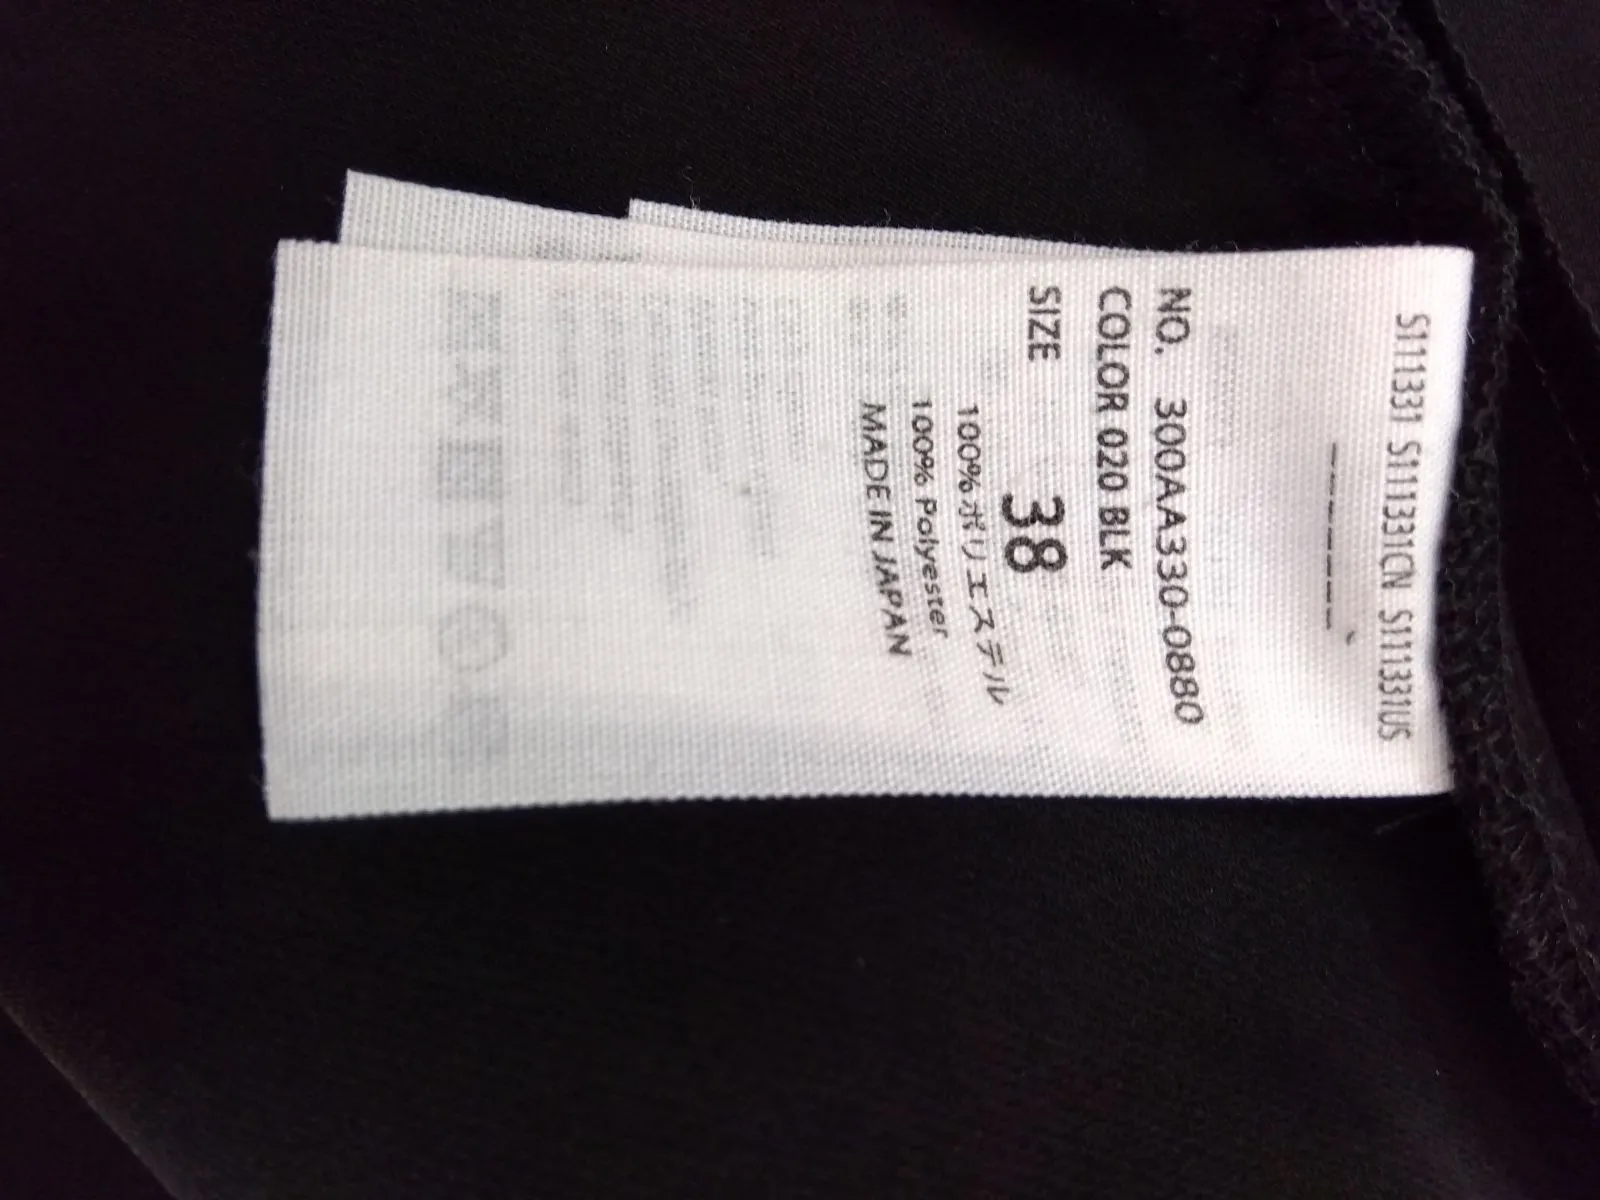 S111331 S111331CN S111331US
NO. 300AA330-0880
COLOR 020 BLK
SIZE 38
100%ポリエステル
100% Polyester
MADE IN JAPAN